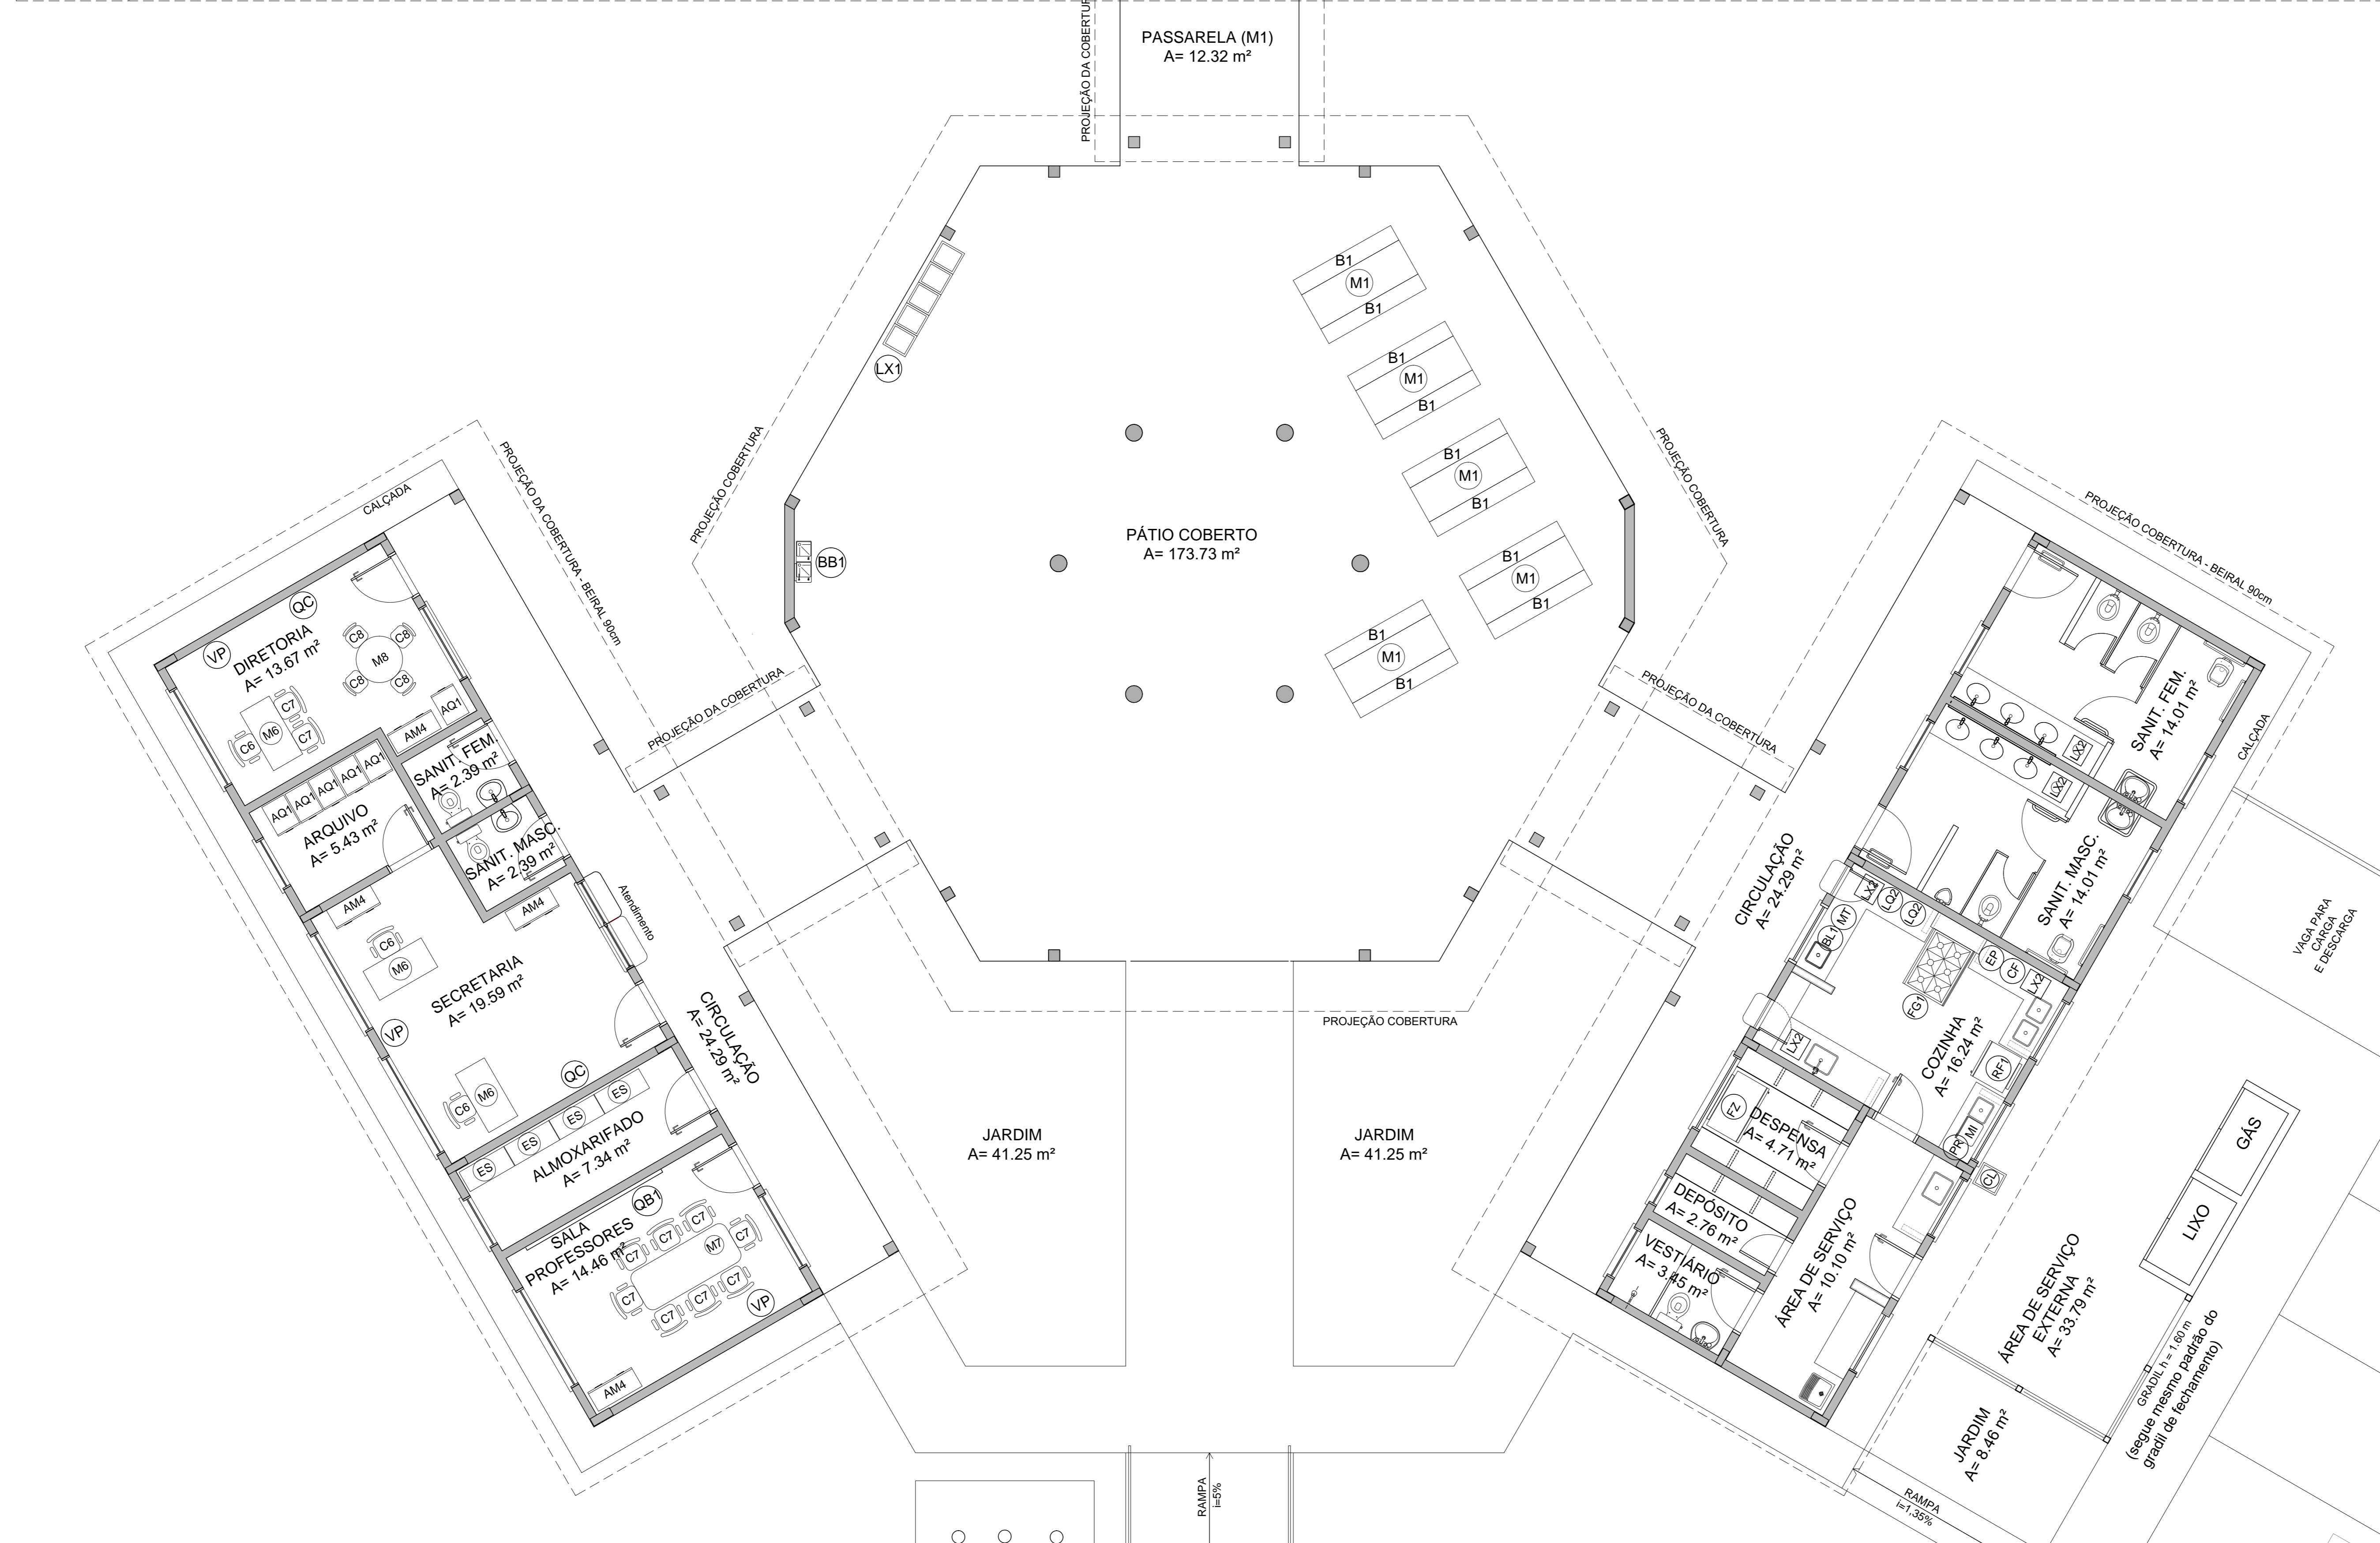 PROJEÇÃO DA COBERTUR
PASSARELA (M1)
A= 12.32 m²
B1
M1
B1
B1
M1
B1
B1
M1
B1
B1
M1
B1
B1
M1
B1
LX1
BB1
PÁTIO COBERTO
A= 173.73 m²
PROJEÇÃO COBERTURA
PROJEÇÃO COBERTURA
PROJEÇÃO DA COBERTURA
PROJEÇÃO DA COBERTURA
PROJEÇÃO COBERTURA
PROJEÇÃO DA COBERTURA - BEIRAL 90cm
CALÇADA
QC
VP
DIRETORIA
A= 13.67 m²
C8
C8
M8
C8
C8
C7
M6
C6
C7
AQ1
AM4
AQ1
AQ1
AQ1
AQ1
AQ1
ARQUIVO
A= 5.43 m²
SANIT. FEM.
A= 2.39 m²
SANIT. MASC.
A= 2.39 m²
AM4
AM4
Atendimento
C6
M6
SECRETARIA
A= 19.59 m²
VP
QC
M6
C6
CIRCULAÇÃO
A= 24.29 m²
ES
ES
ES
ES
ALMOXARIFADO
A= 7.34 m²
QB1
SALA
PROFESSORES
A= 14.46 m²
C7
C7
C7
C7
M7
C7
C7
C7
C7
VP
AM4
JARDIM
A= 41.25 m²
JARDIM
A= 41.25 m²
RAMPA
i=5%
PROJEÇÃO COBERTURA - BEIRAL 90cm
CALÇADA
SANIT. FEM.
A= 14.01 m²
LX2
LX2
SANIT. MASC.
A= 14.01 m²
CIRCULAÇÃO
A= 24.29 m²
LX2
LQ2
LQ2
MT
BL1
EP
CF
LX2
FG1
COZINHA
A= 16.24 m²
RF1
LX2
MI
PR
CL
FZ
DESPENSA
A= 4.71 m²
DEPÓSITO
A= 2.76 m²
VESTIÁRIO
A= 3.45 m²
ÁREA DE SERVIÇO
A= 10.10 m²
ÁREA DE SERVIÇO
EXTERNA
A= 33.79 m²
GÁS
LIXO
VAGA PARA
CARGA
E DESCARGA
GRADIL h = 1.60 m
(segue mesmo padrão do
gradil de fechamento)
JARDIM
A= 8.46 m²
RAMPA
i=1,35%